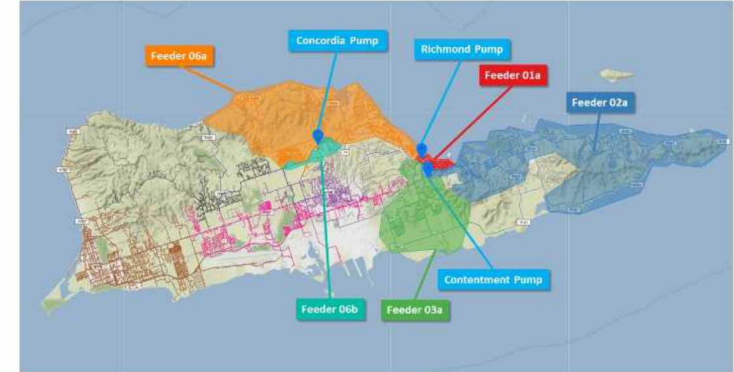 Concordia Pump
Richmond Pump
Feeder 06a
Feeder 01a
Feeder 02a
Contentment Pump
Feeder 06b
Feeder 03a